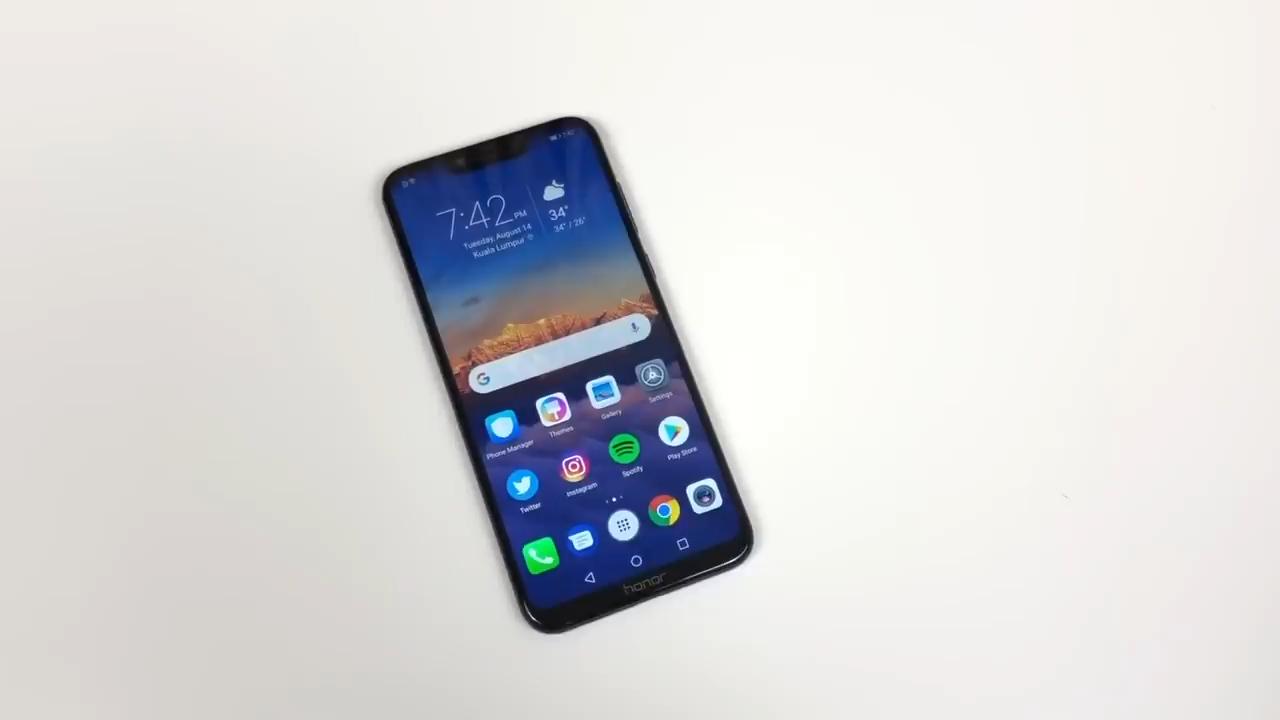 7:42 PM
Tuesday, August 14
Kuala Lumpur
34°
34° / 26°
Phone Manager
Themes
Gallery
Settings
Twitter
Instagram
Spotify
Play Store
honor